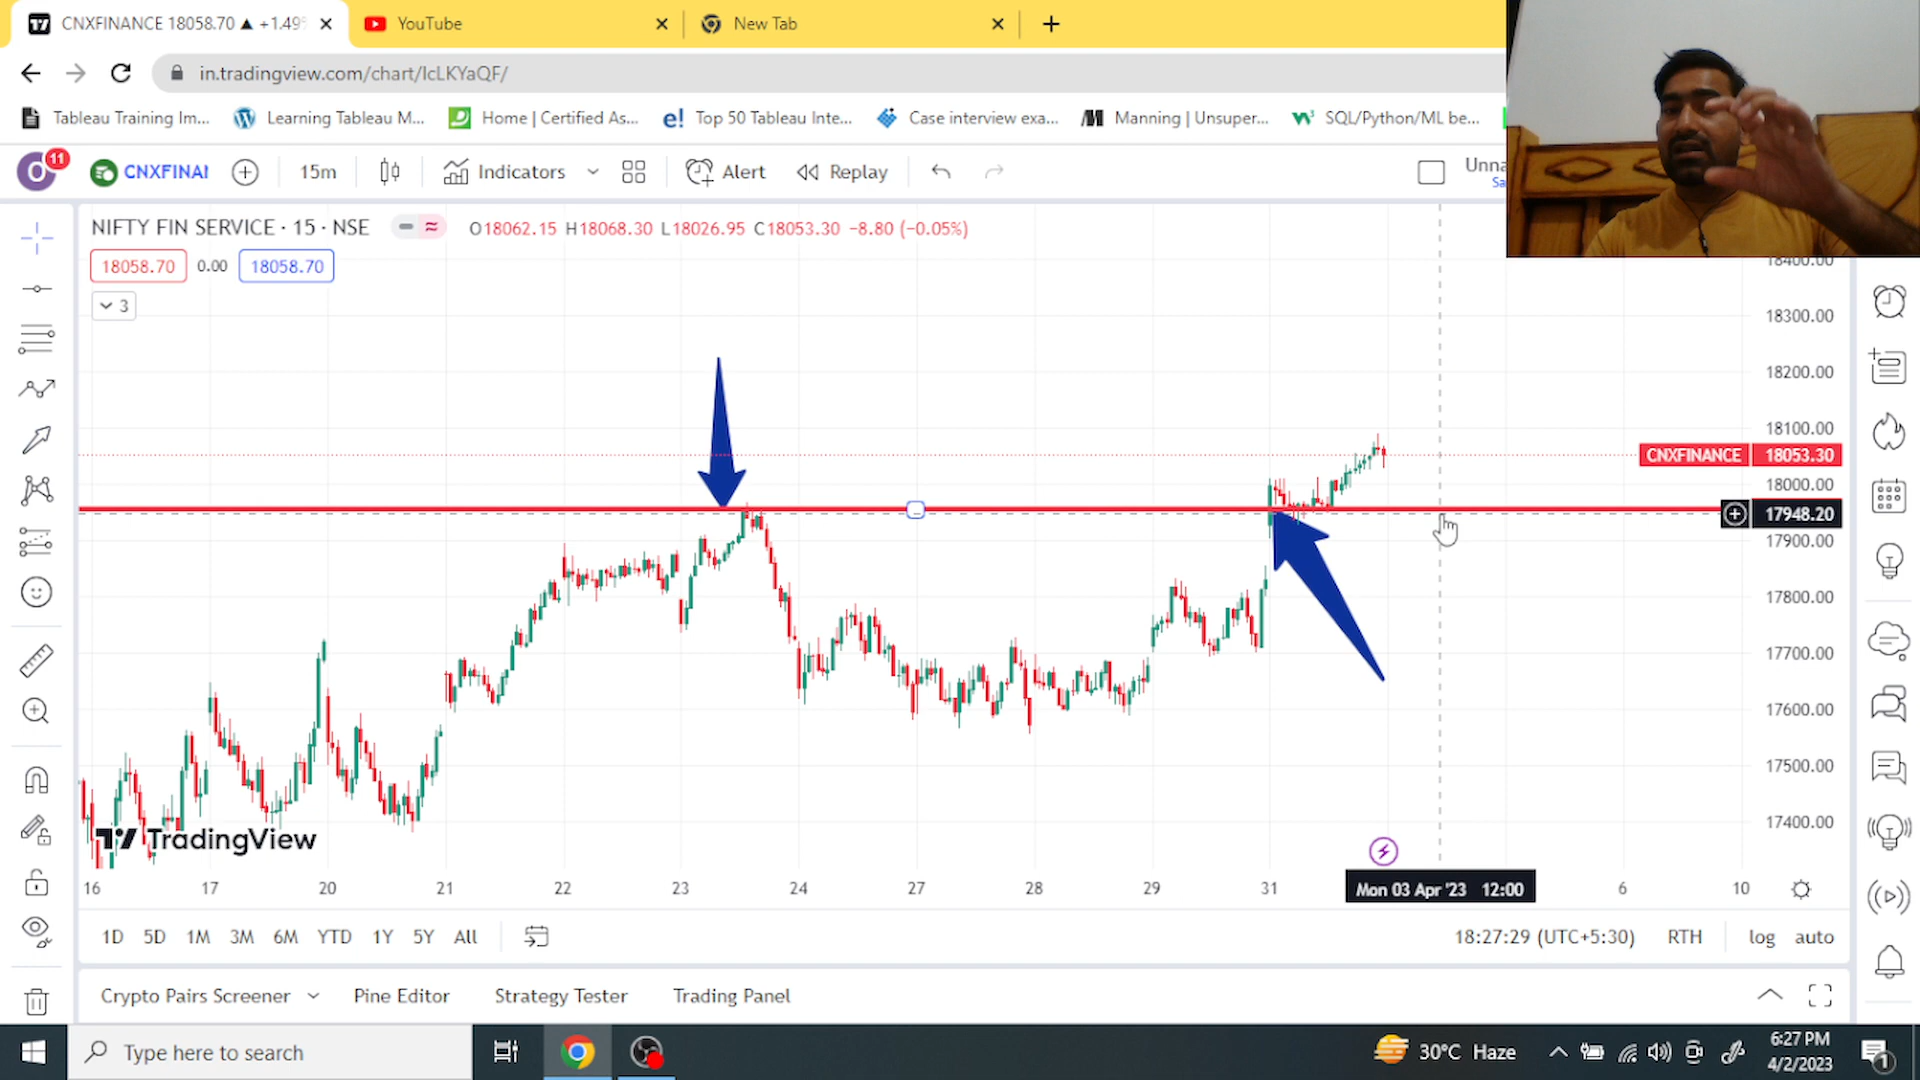 CNXFINANCE 18058.70 ▲ +1.49
YouTube
New Tab
in.tradingview.com/chart/IcLKYaQF/
Tableau Training Im...
Learning Tableau M...
Home | Certified As...
e! Top 50 Tableau Inte...
Case interview exa...
Manning | Unsuper...
SQL/Python/ML be...
O 11
CNXFINAI
15m
Indicators
Alert
Replay
Unna
Sa
NIFTY FIN SERVICE · 15 · NSE
O18062.15 H18068.30 L18026.95 C18053.30 −8.80 (−0.05%)
18058.70 0.00 18058.70
3
18400.00
18300.00
18200.00
18100.00
CNXFINANCE 18053.30
18000.00
17948.20
17900.00
17800.00
17700.00
17600.00
17500.00
17400.00
TradingView
16 17 20 21 22 23 24 27 28 29 31 Mon 03 Apr '23 12:00 6 10
1D 5D 1M 3M 6M YTD 1Y 5Y All
18:27:29 (UTC+5:30) RTH log auto
Crypto Pairs Screener Pine Editor Strategy Tester Trading Panel
Type here to search
30°C Haze
6:27 PM
4/2/2023
1